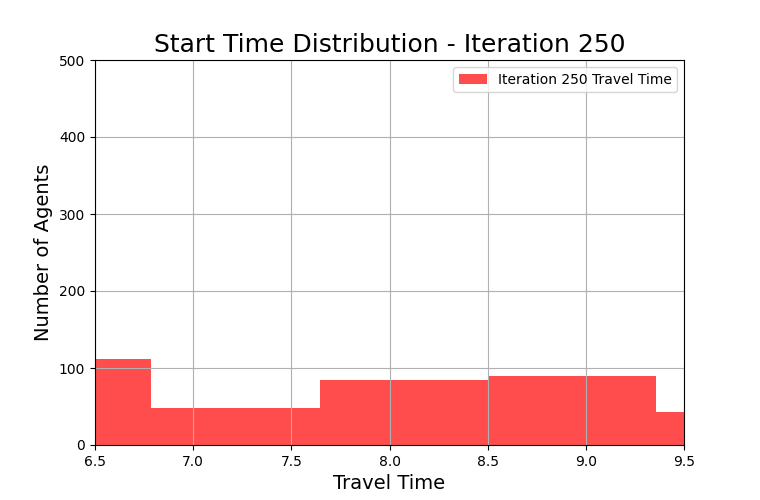 Start Time Distribution - Iteration 250
Iteration 250 Travel Time
Number of Agents
500
400
300
200
100
0
6.5 7.0 7.5 8.0 8.5 9.0 9.5
Travel Time